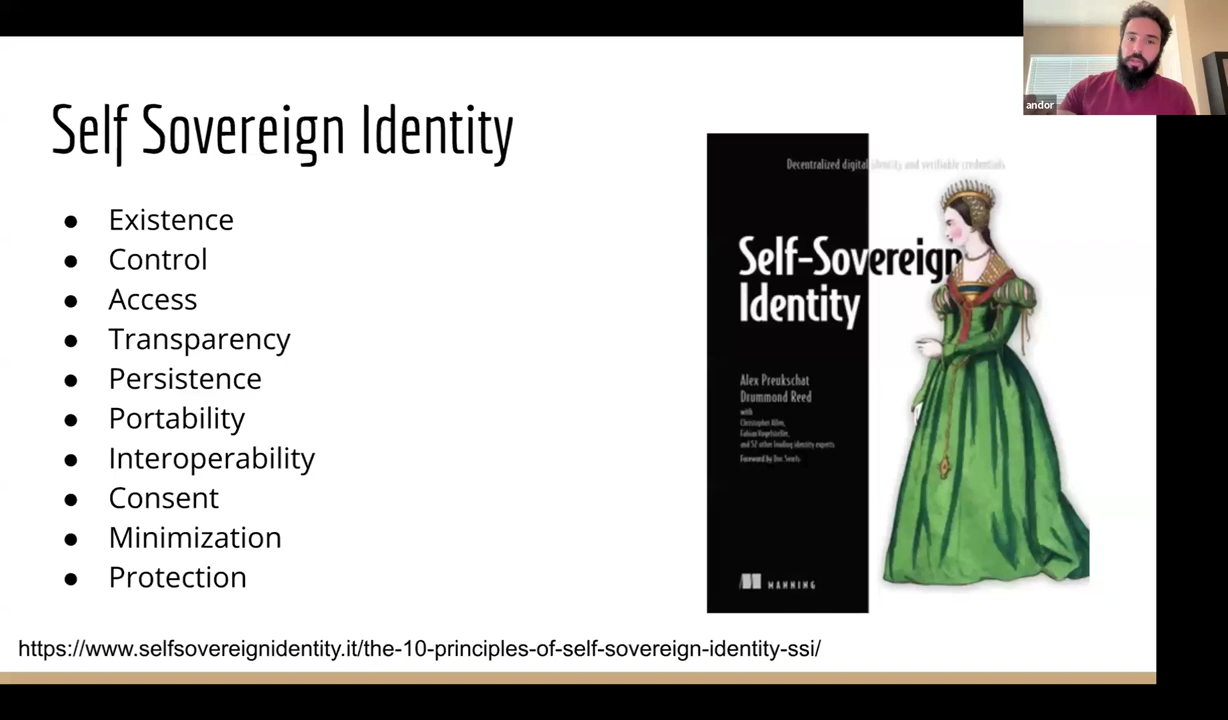 andor
Self Sovereign Identity
● Existence
● Control
● Access
● Transparency
● Persistence
● Portability
● Interoperability
● Consent
● Minimization
● Protection
Decentralized digital identity and verifiable credentials
Self-Sovereign
Identity
Alex Preukschat
Drummond Reed
with
Christopher Allen,
Fabian Vogelsteller,
and 52 other leading identity experts
Foreword by Doc Searls
MANNING
https://www.selfsovereignidentity.it/the-10-principles-of-self-sovereign-identity-ssi/